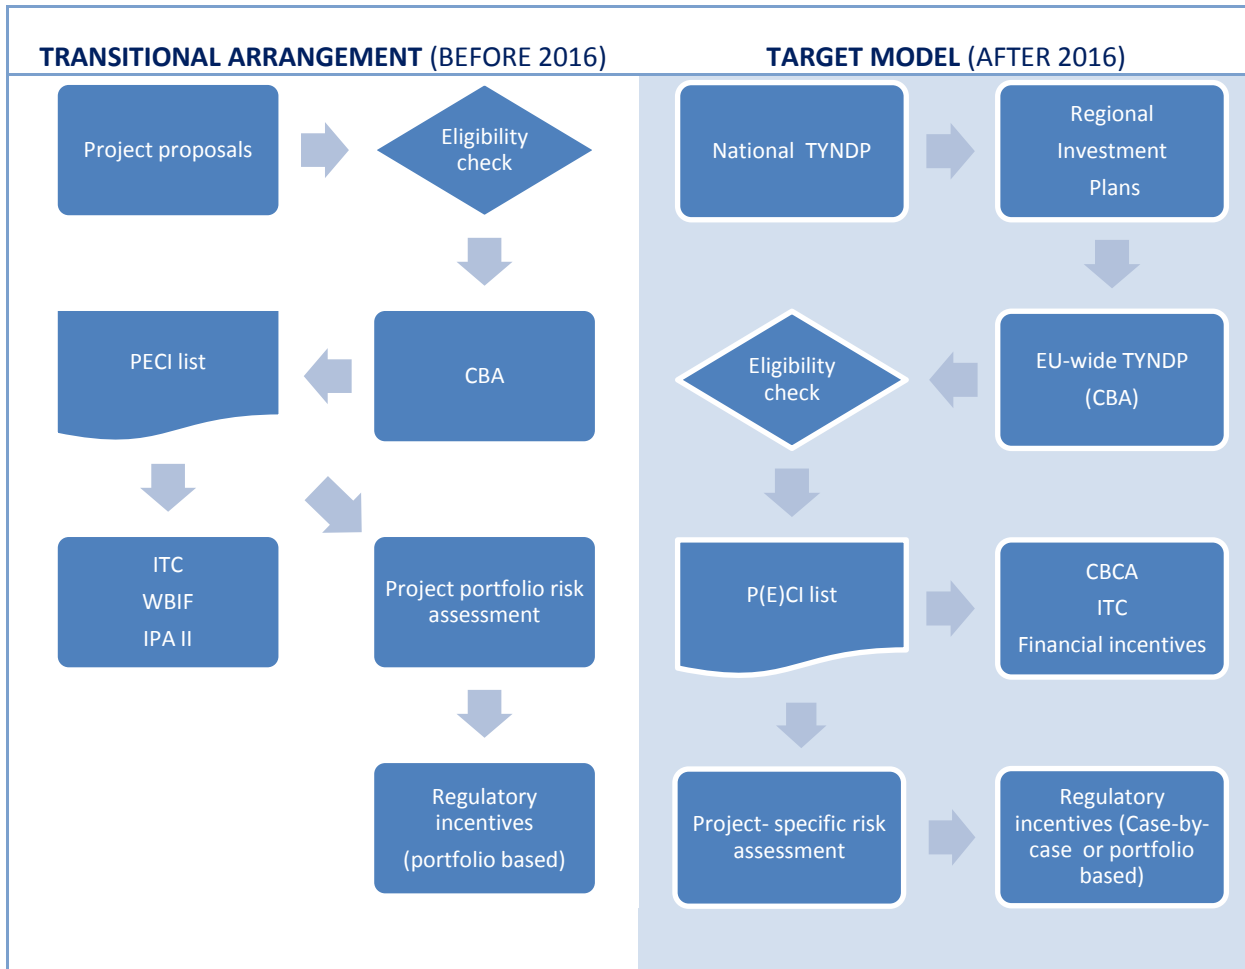 TRANSITIONAL ARRANGEMENT (BEFORE 2016)
Project proposals
Eligibility
check
PECI list
CBA
ITC
WBIF
IPA II
Project portfolio risk
assessment
Regulatory
incentives
(portfolio based)
TARGET MODEL (AFTER 2016)
National TYNDP
Regional
Investment
Plans
Eligibility
check
EU-wide TYNDP
(CBA)
P(E)CI list
CBCA
ITC
Financial incentives
Project- specific risk
assessment
Regulatory
incentives (Case-by-
case or portfolio
based)